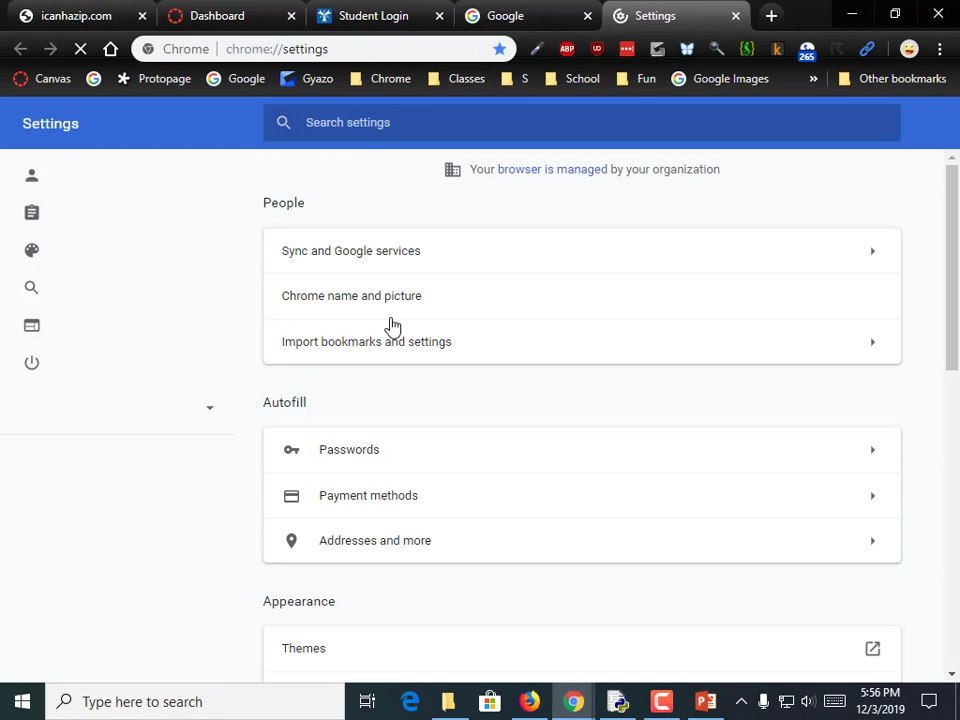 icanhazip.com
Dashboard
Student Login
Google
Settings
Chrome
chrome://settings
ABP
265
Canvas
Protopage
Google
Gyazo
Chrome
Classes
S
School
Fun
Google Images
»
Other bookmarks
Settings
Search settings
Your browser is managed by your organization
People
Sync and Google services
Chrome name and picture
Import bookmarks and settings
Autofill
Passwords
Payment methods
Addresses and more
Appearance
Themes
Type here to search
5:56 PM
12/3/2019